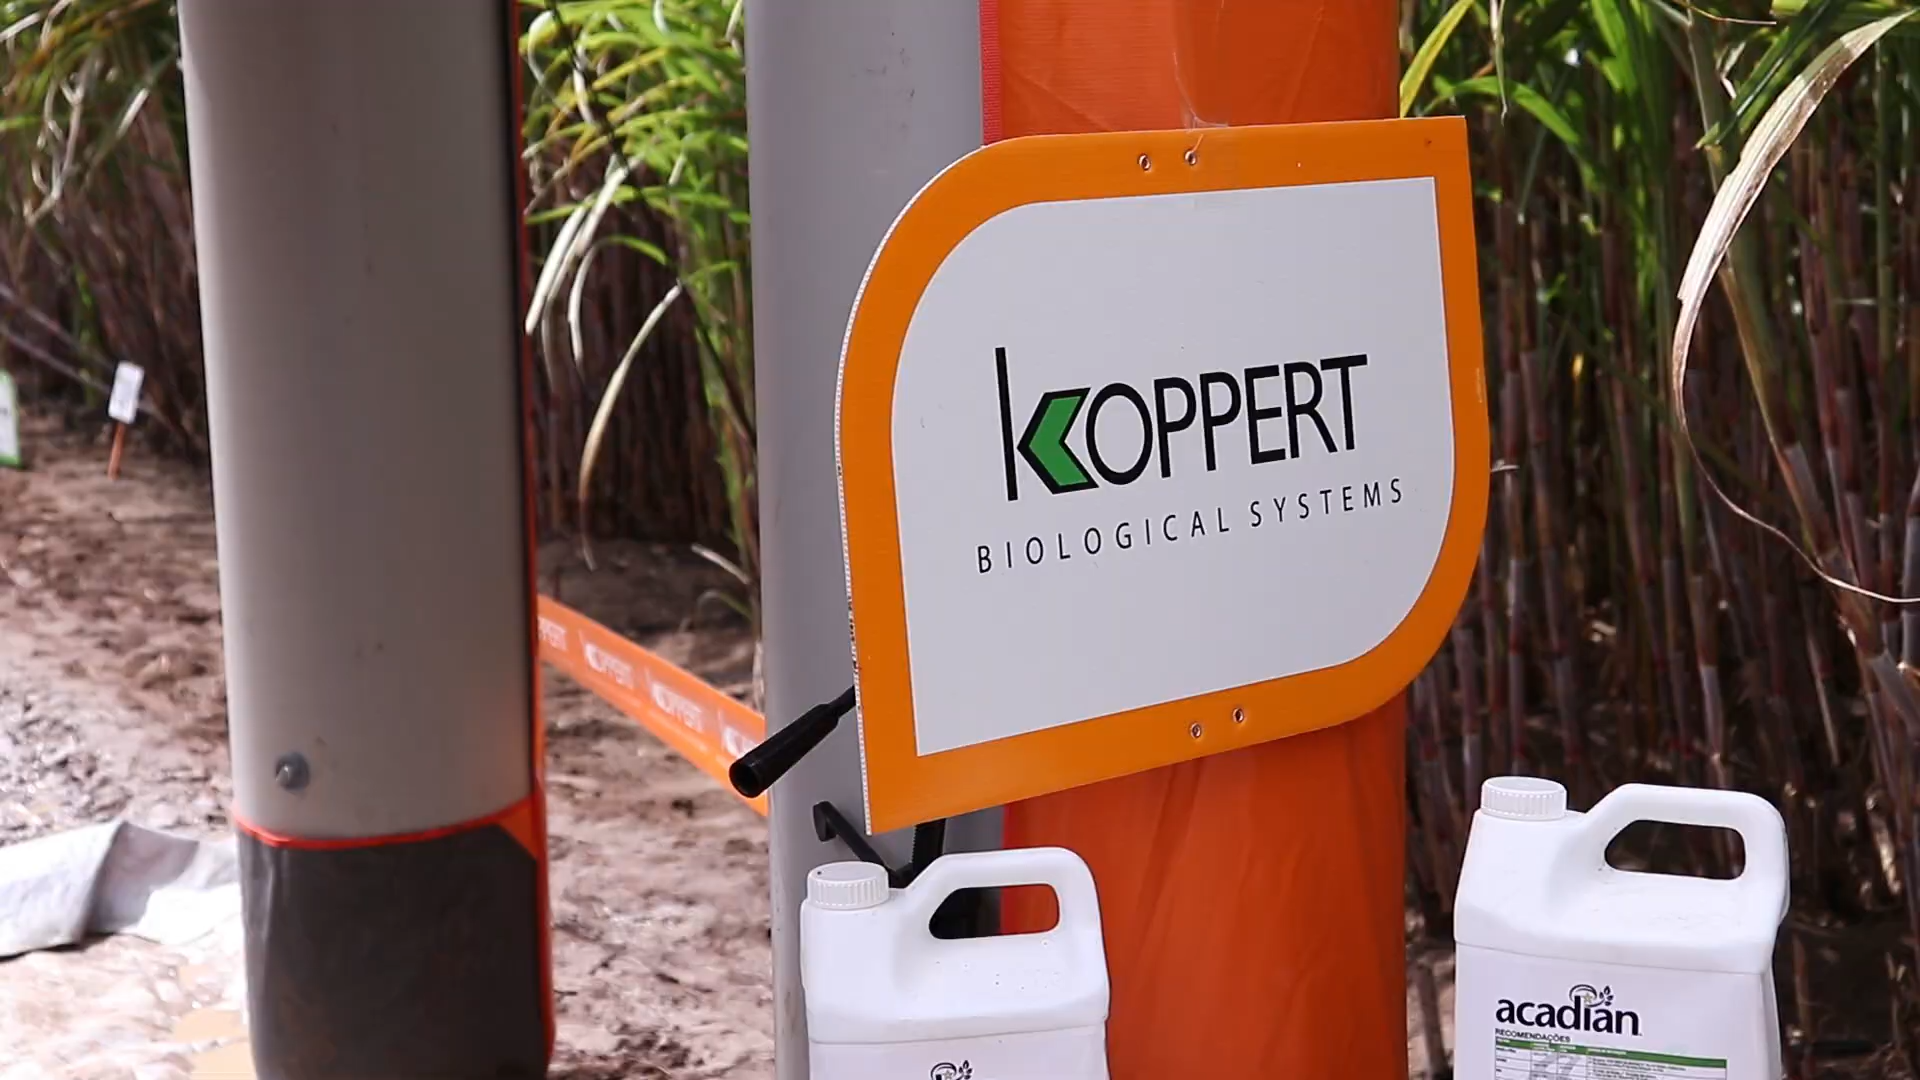 KOPPERT
BIOLOGICAL SYSTEMS
KOPPERT KOPPERT
acadian
RECOMENDAÇÕES